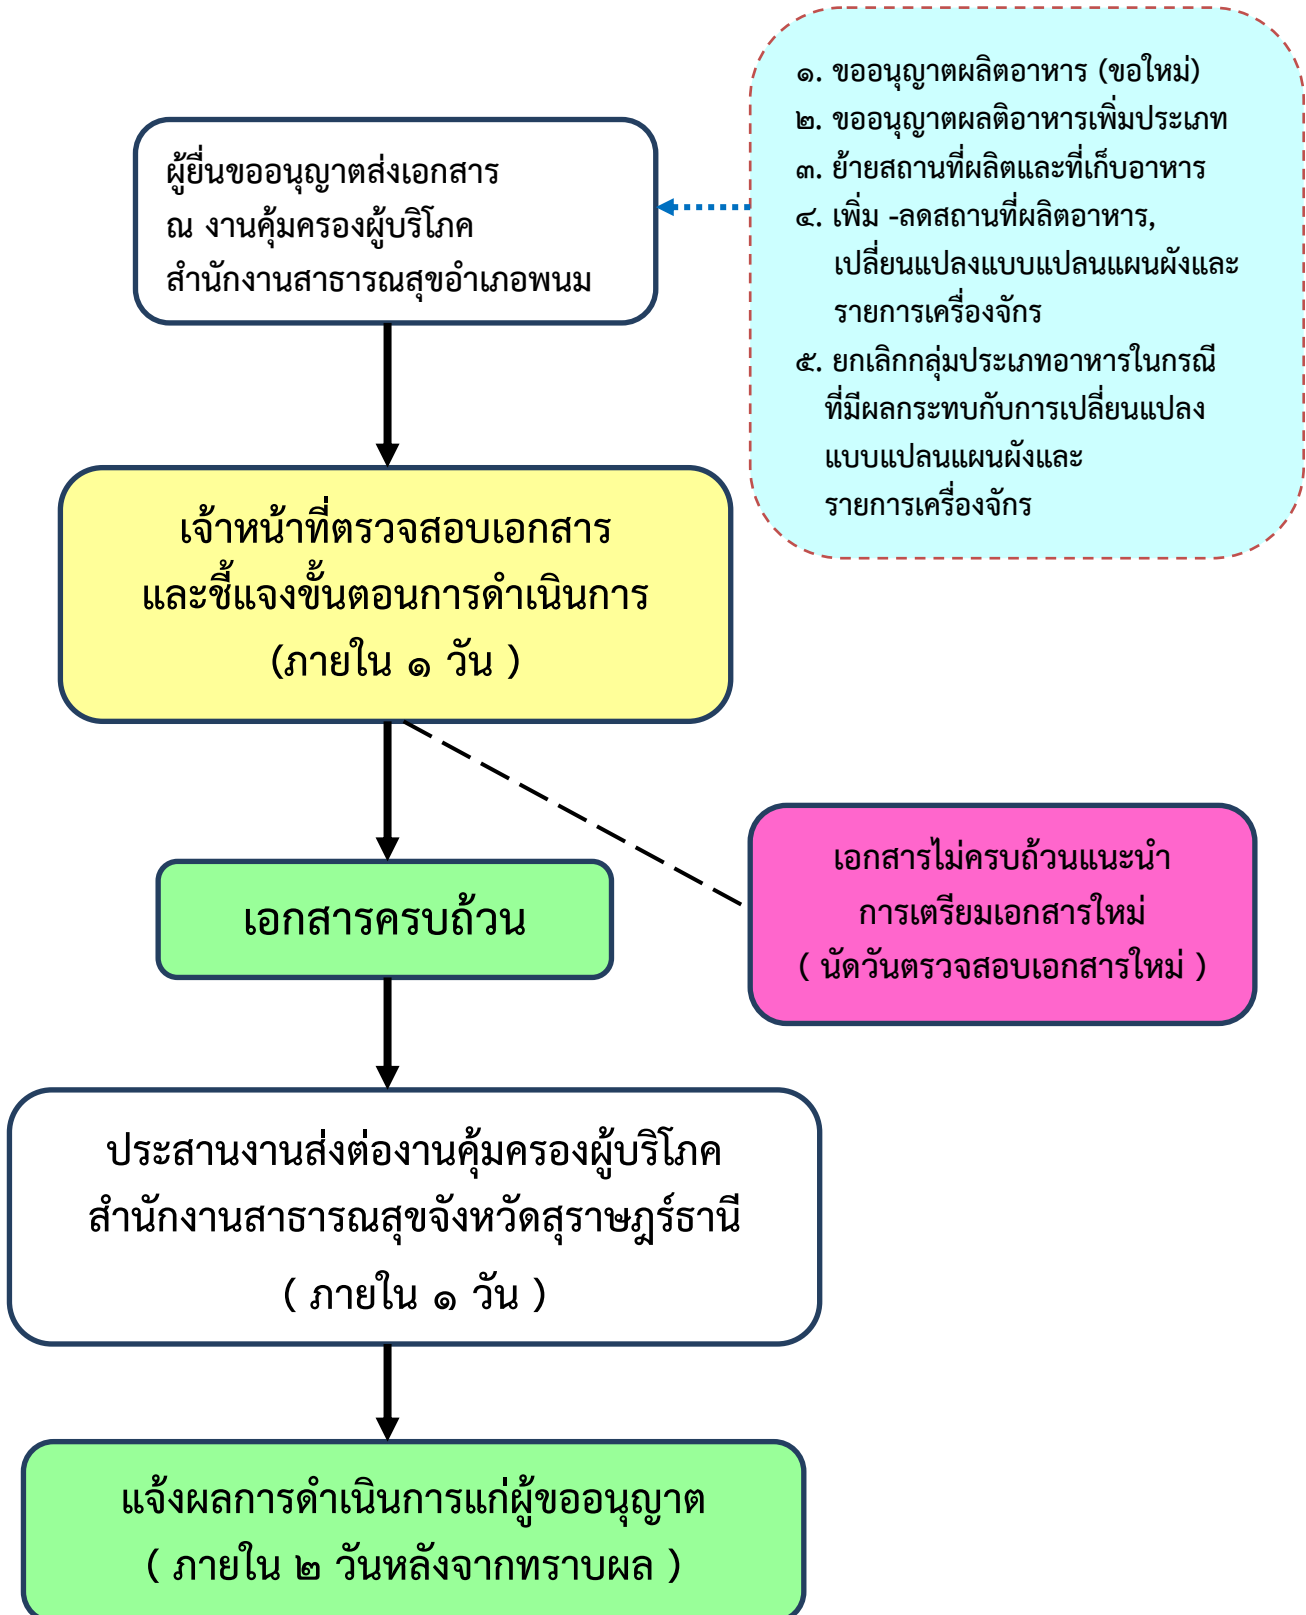 ๑. ขออนุญาตผลิตอาหาร (ขอใหม่)
๒. ขออนุญาตผลติอาหารเพิ่มประเภท
๓. ย้ายสถานที่ผลิตและที่เก็บอาหาร
๔. เพิ่ม -ลดสถานที่ผลิตอาหาร,
เปลี่ยนแปลงแบบแปลนแผนผังและ
รายการเครื่องจักร
๕. ยกเลิกกลุ่มประเภทอาหารในกรณี
ที่มีผลกระทบกับการเปลี่ยนแปลง
แบบแปลนแผนผังและ
รายการเครื่องจักร
ผู้ยื่นขออนุญาตส่งเอกสาร
ณ งานคุ้มครองผู้บริโภค
สำนักงานสาธารณสุขอำเภอพนม
เจ้าหน้าที่ตรวจสอบเอกสาร
และชี้แจงขั้นตอนการดำเนินการ
(ภายใน ๑ วัน )
เอกสารครบถ้วน
เอกสารไม่ครบถ้วนแนะนำ
การเตรียมเอกสารใหม่
( นัดวันตรวจสอบเอกสารใหม่ )
ประสานงานส่งต่องานคุ้มครองผู้บริโภค
สำนักงานสาธารณสุขจังหวัดสุราษฎร์ธานี
( ภายใน ๑ วัน )
แจ้งผลการดำเนินการแก่ผู้ขออนุญาต
( ภายใน ๒ วันหลังจากทราบผล )